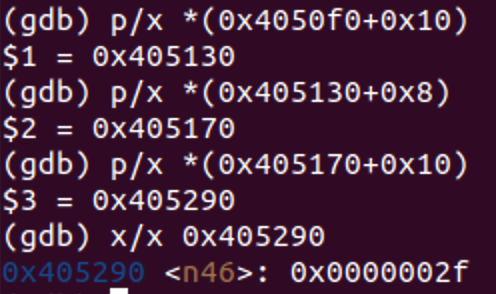 (gdb) p/x *(0x4050f0+0x10)
$1 = 0x405130
(gdb) p/x *(0x405130+0x8)
$2 = 0x405170
(gdb) p/x *(0x405170+0x10)
$3 = 0x405290
(gdb) x/x 0x405290
0x405290 <n46>: 0x0000002f